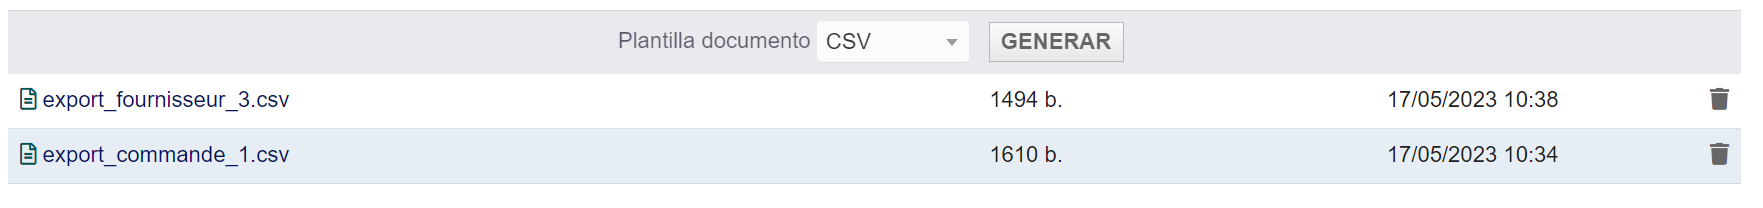 Plantilla documento CSV GENERAR
export_fournisseur_3.csv 1494 b. 17/05/2023 10:38
export_commande_1.csv 1610 b. 17/05/2023 10:34